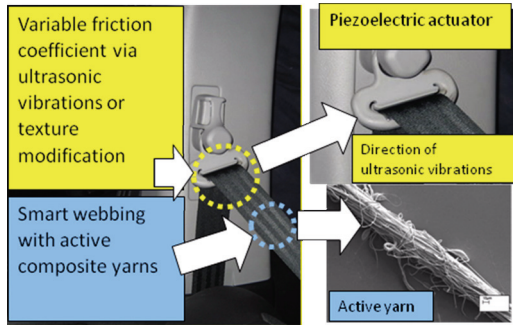 Variable friction
coefficient via
ultrasonic
vibrations or
texture
modification
Smart webbing
with active
composite yarns
Piezoelectric actuator
Direction of
ultrasonic vibrations
Active yarn